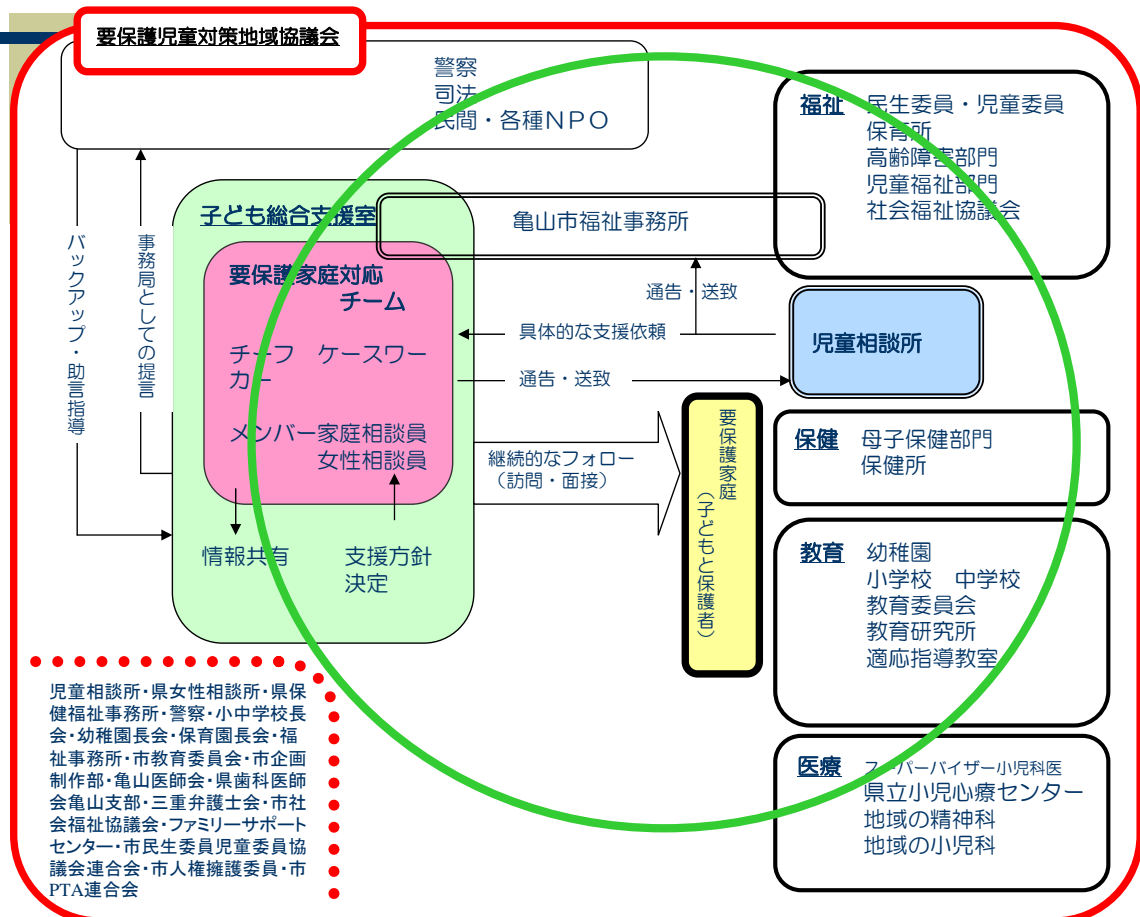 要保護児童対策地域協議会
警察
司法
民間・各種NPO
福祉 民生委員・児童委員
保育所
高齢障害部門
児童福祉部門
社会福祉協議会
子ども総合支援室
亀山市福祉事務所
要保護家庭対応
チーム
チーフ ケースワー
カー
メンバー家庭相談員
女性相談員
情報共有
支援方針
決定
バックアップ・助言指導
事務局としての提言
通告・送致
具体的な支援依頼
通告・送致
継続的なフォロー
(訪問・面接)
児童相談所
要保護家庭
(子どもと保護者)
保健 母子保健部門
保健所
教育 幼稚園
小学校 中学校
教育委員会
教育研究所
適応指導教室
医療 スーパーバイザー小児科医
県立小児心療センター
地域の精神科
地域の小児科
児童相談所・県女性相談所・県保
健福祉事務所・警察・小中学校長
会・幼稚園長会・保育園長会・福
祉事務所・市教育委員会・市企画
制作部・亀山医師会・県歯科医師
会亀山支部・三重弁護士会・市社
会福祉協議会・ファミリーサポート
センター・市民生委員児童委員協
議会連合会・市人権擁護委員・市
PTA連合会